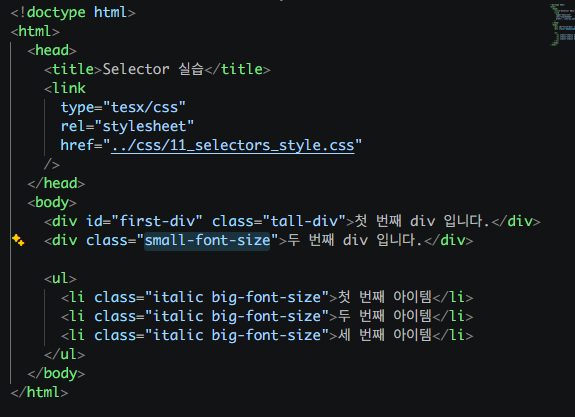 <!doctype html>
<html>
<head>
<title>Selector 실습</title>
<link
type="tesx/css"
rel="stylesheet"
href="../css/11_selectors_style.css"
/>
</head>
<body>
<div id="first-div" class="tall-div">첫 번째 div 입니다.</div>
<div class="small-font-size">두 번째 div 입니다.</div>
<ul>
<li class="italic big-font-size">첫 번째 아이템</li>
<li class="italic big-font-size">두 번째 아이템</li>
<li class="italic big-font-size">세 번째 아이템</li>
</ul>
</body>
</html>